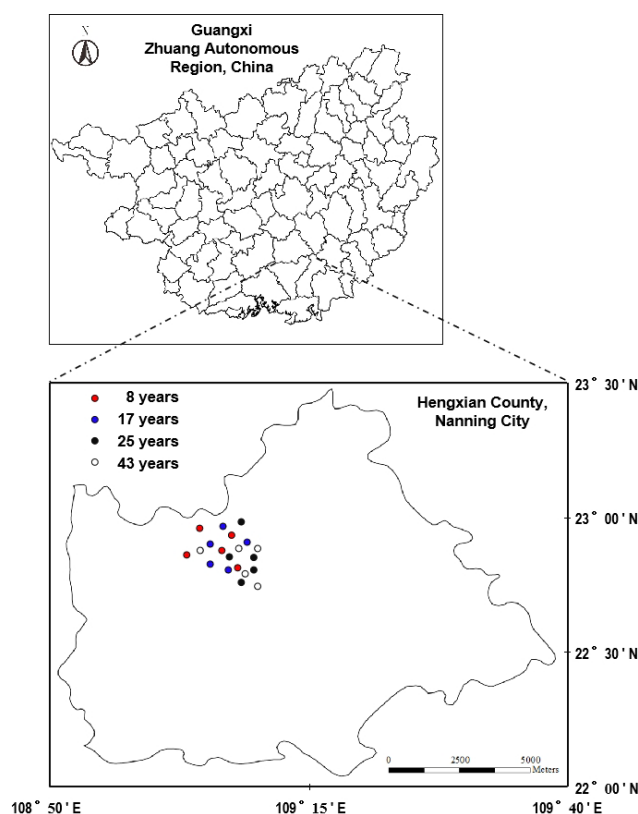 N
Guangxi
Zhuang Autonomous
Region, China
8 years
17 years
25 years
43 years
Hengxian County,
Nanning City
23° 30' N
23° 00' N
22° 30' N
22° 00' N
0 2500 5000
Meters
108° 50' E 109° 15' E 109° 40' E